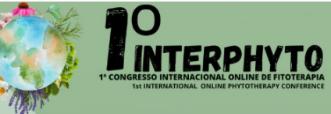 1º INTERPHYTO
1º CONGRESSO INTERNACIONAL ONLINE DE FITOTERAPIA
1st INTERNATIONAL ONLINE PHYTOTHERAPY CONFERENCE